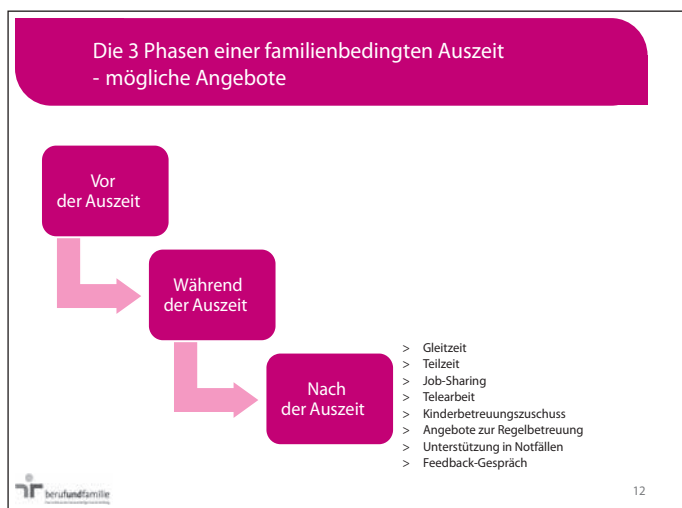 Die 3 Phasen einer familienbedingten Auszeit
- mögliche Angebote
Vor
der Auszeit
Während
der Auszeit
Nach
der Auszeit
> Gleitzeit
> Teilzeit
> Job-Sharing
> Telearbeit
> Kinderbetreuungszuschuss
> Angebote zur Regelbetreuung
> Unterstützung in Notfällen
> Feedback-Gespräch
berufundfamilie
12